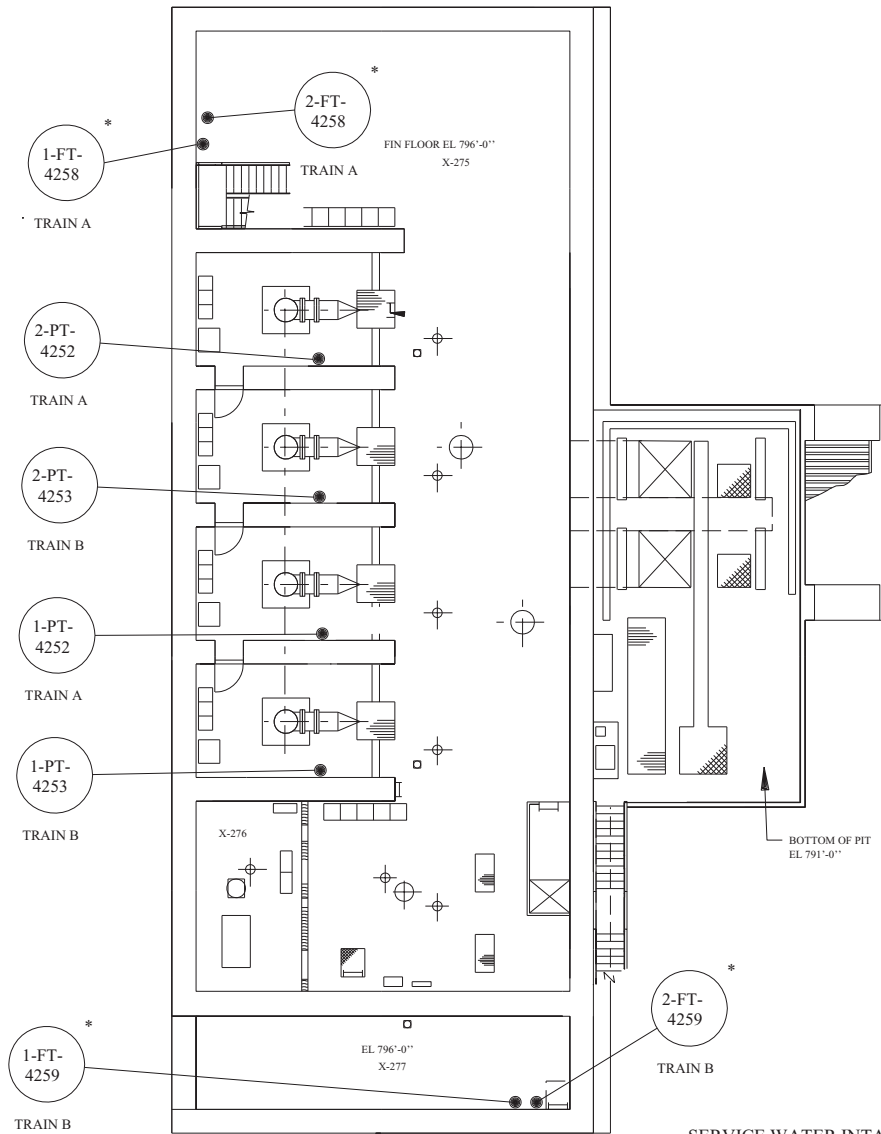 *
2-FT-
4258
TRAIN A
*
1-FT-
4258
TRAIN A
FIN FLOOR EL 796'-0''
X-275
2-PT-
4252
TRAIN A
2-PT-
4253
TRAIN B
1-PT-
4252
TRAIN A
1-PT-
4253
TRAIN B
X-276
BOTTOM OF PIT
EL 791'-0''
*
2-FT-
4259
TRAIN B
*
1-FT-
4259
TRAIN B
EL 796'-0''
X-277